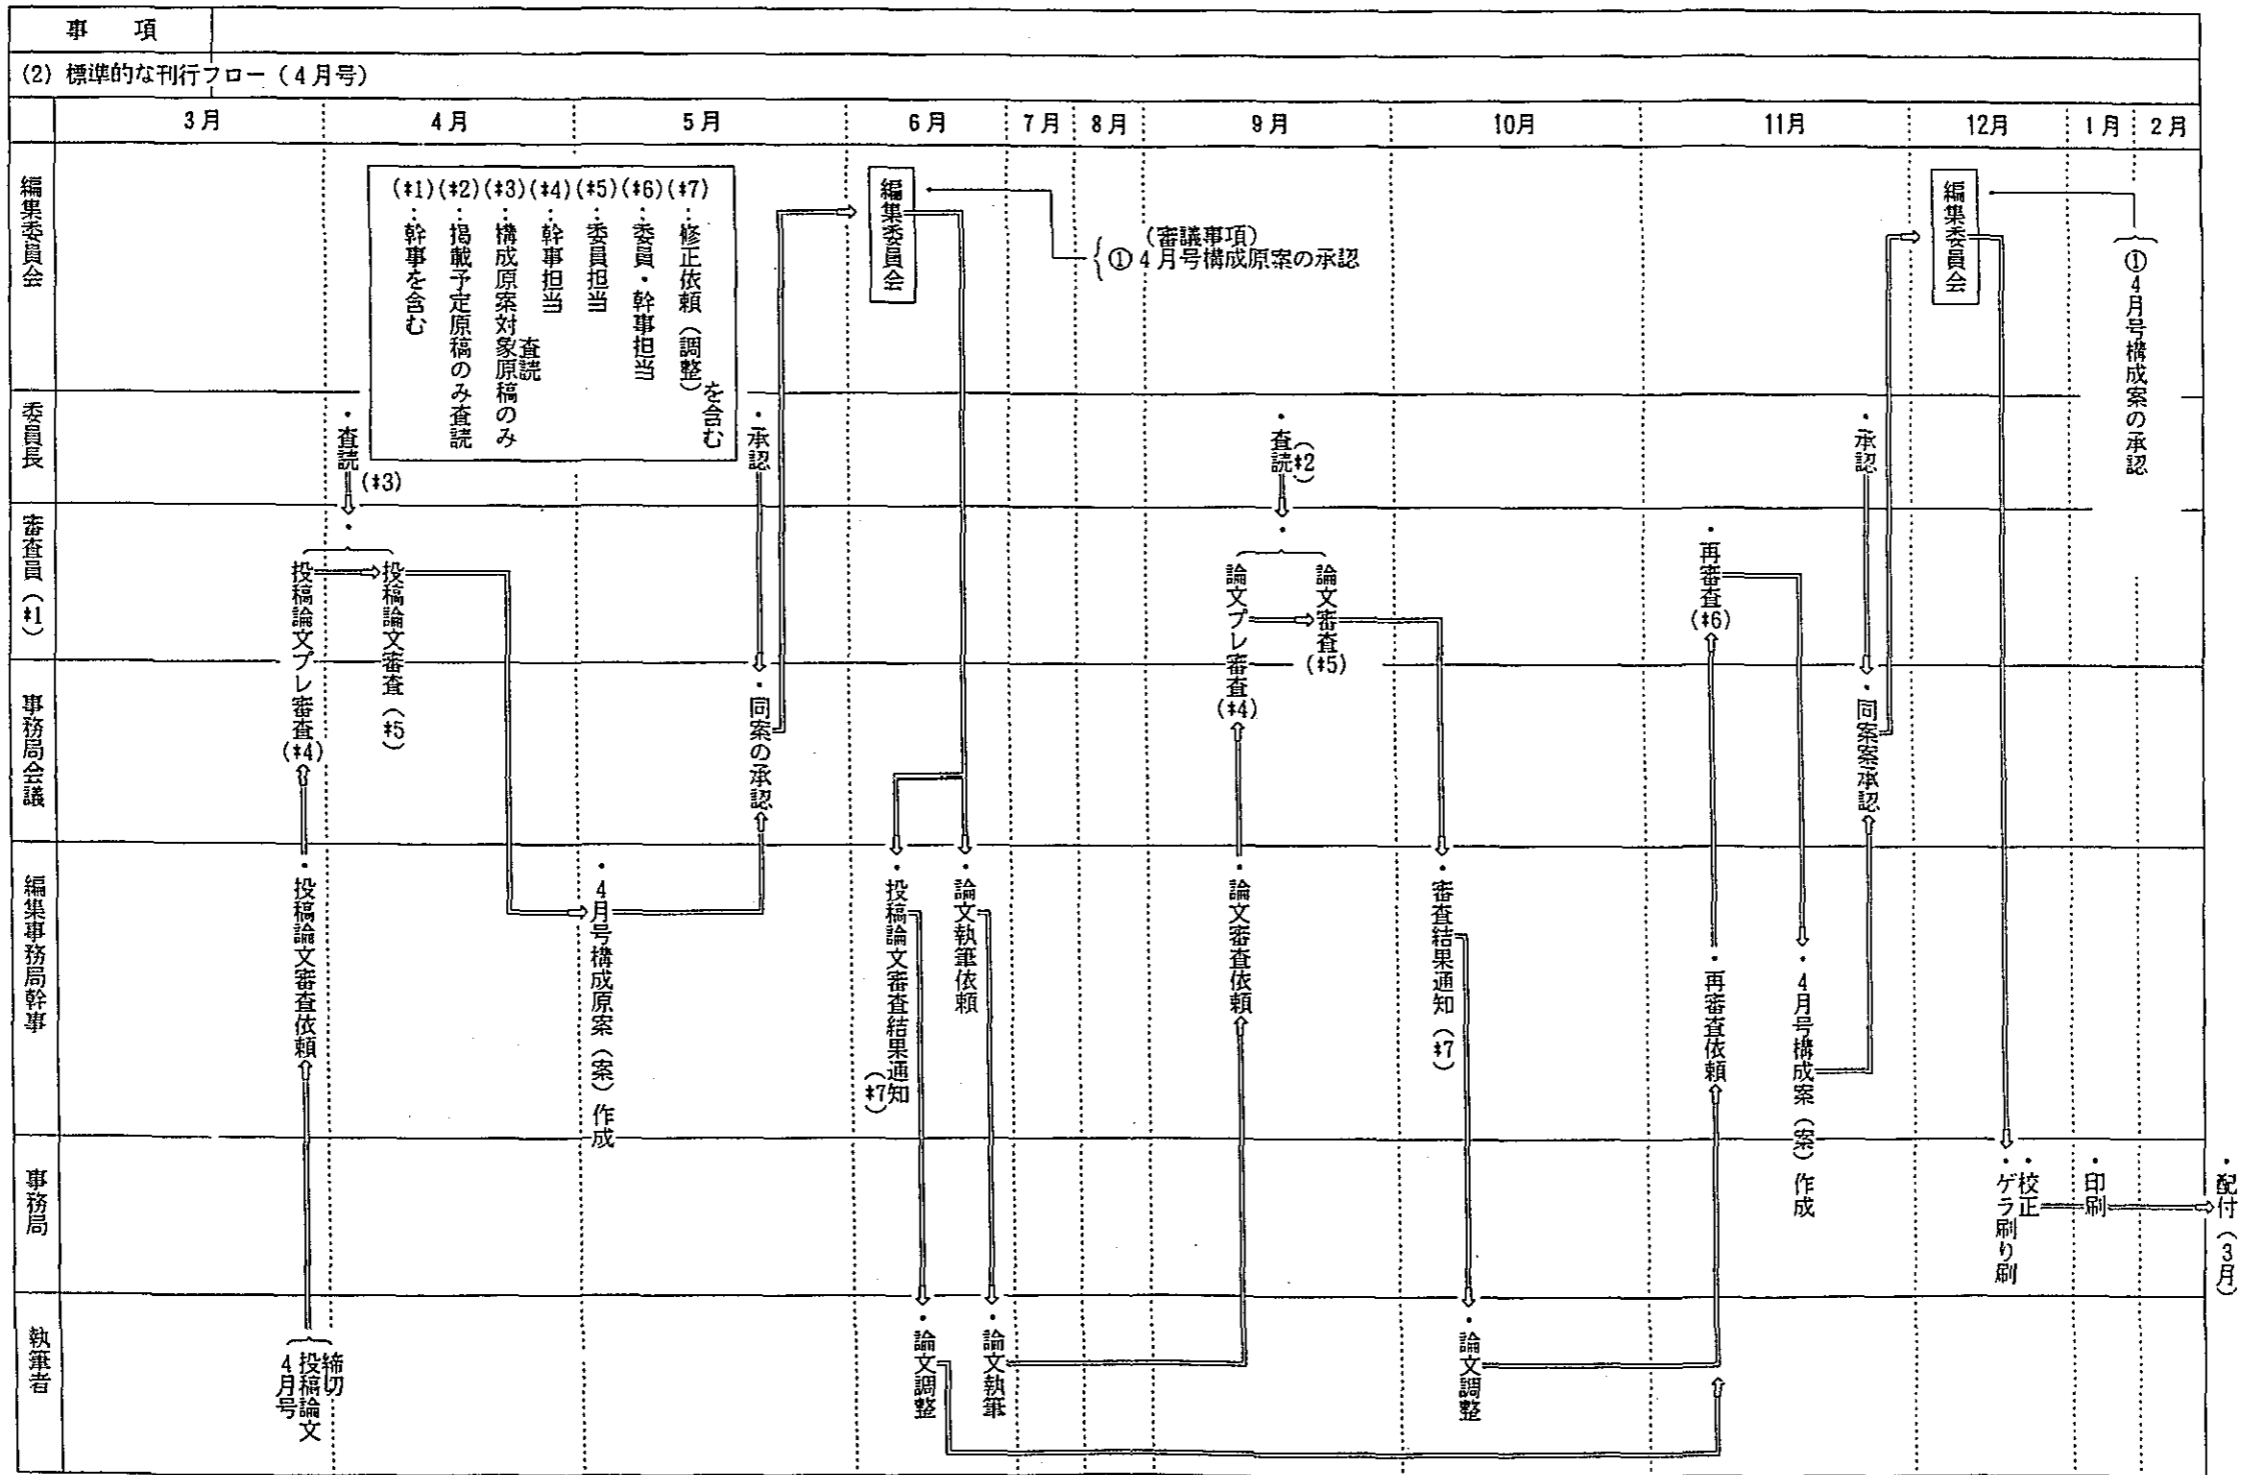 事項
(2) 標準的な刊行フロー（4月号）
3月 4月 5月 6月 7月 8月 9月 10月 11月 12月 1月 2月
編集委員会
(*1)・幹事を含む
(*2)・掲載予定原稿のみ査読
(*3)・構成原案対象原稿のみ査読
(*4)・幹事担当
(*5)・委員担当
(*6)・委員・幹事担当
(*7)・修正依頼（調整）を含む
編集委員会
（審議事項）
① 4月号構成原案の承認
編集委員会
① 4月号構成案の承認
委員長
・査読
(*3)
・承認
・査読
(*2)
・承認
審査員（*1）
投稿論文プレ審査
(*4)
投稿論文審査（*5）
論文プレ審査
(*4)
論文審査
(*5)
・再審査
(*6)
事務局会議
・同案の承認
・同案案承認
編集事務局幹事
・投稿論文審査依頼
・4月号構成原案（案）作成
・投稿論文審査結果通知
（*7）
・論文執筆依頼
・論文審査依頼
・審査結果通知（*7）
・再審査依頼
・4月号構成案（案）作成
事務局
・校正
・ゲラ刷り刷
・印刷
・配付（3月）
執筆者
4月号
投稿論文
締切
・論文調整
・論文執筆
・論文調整